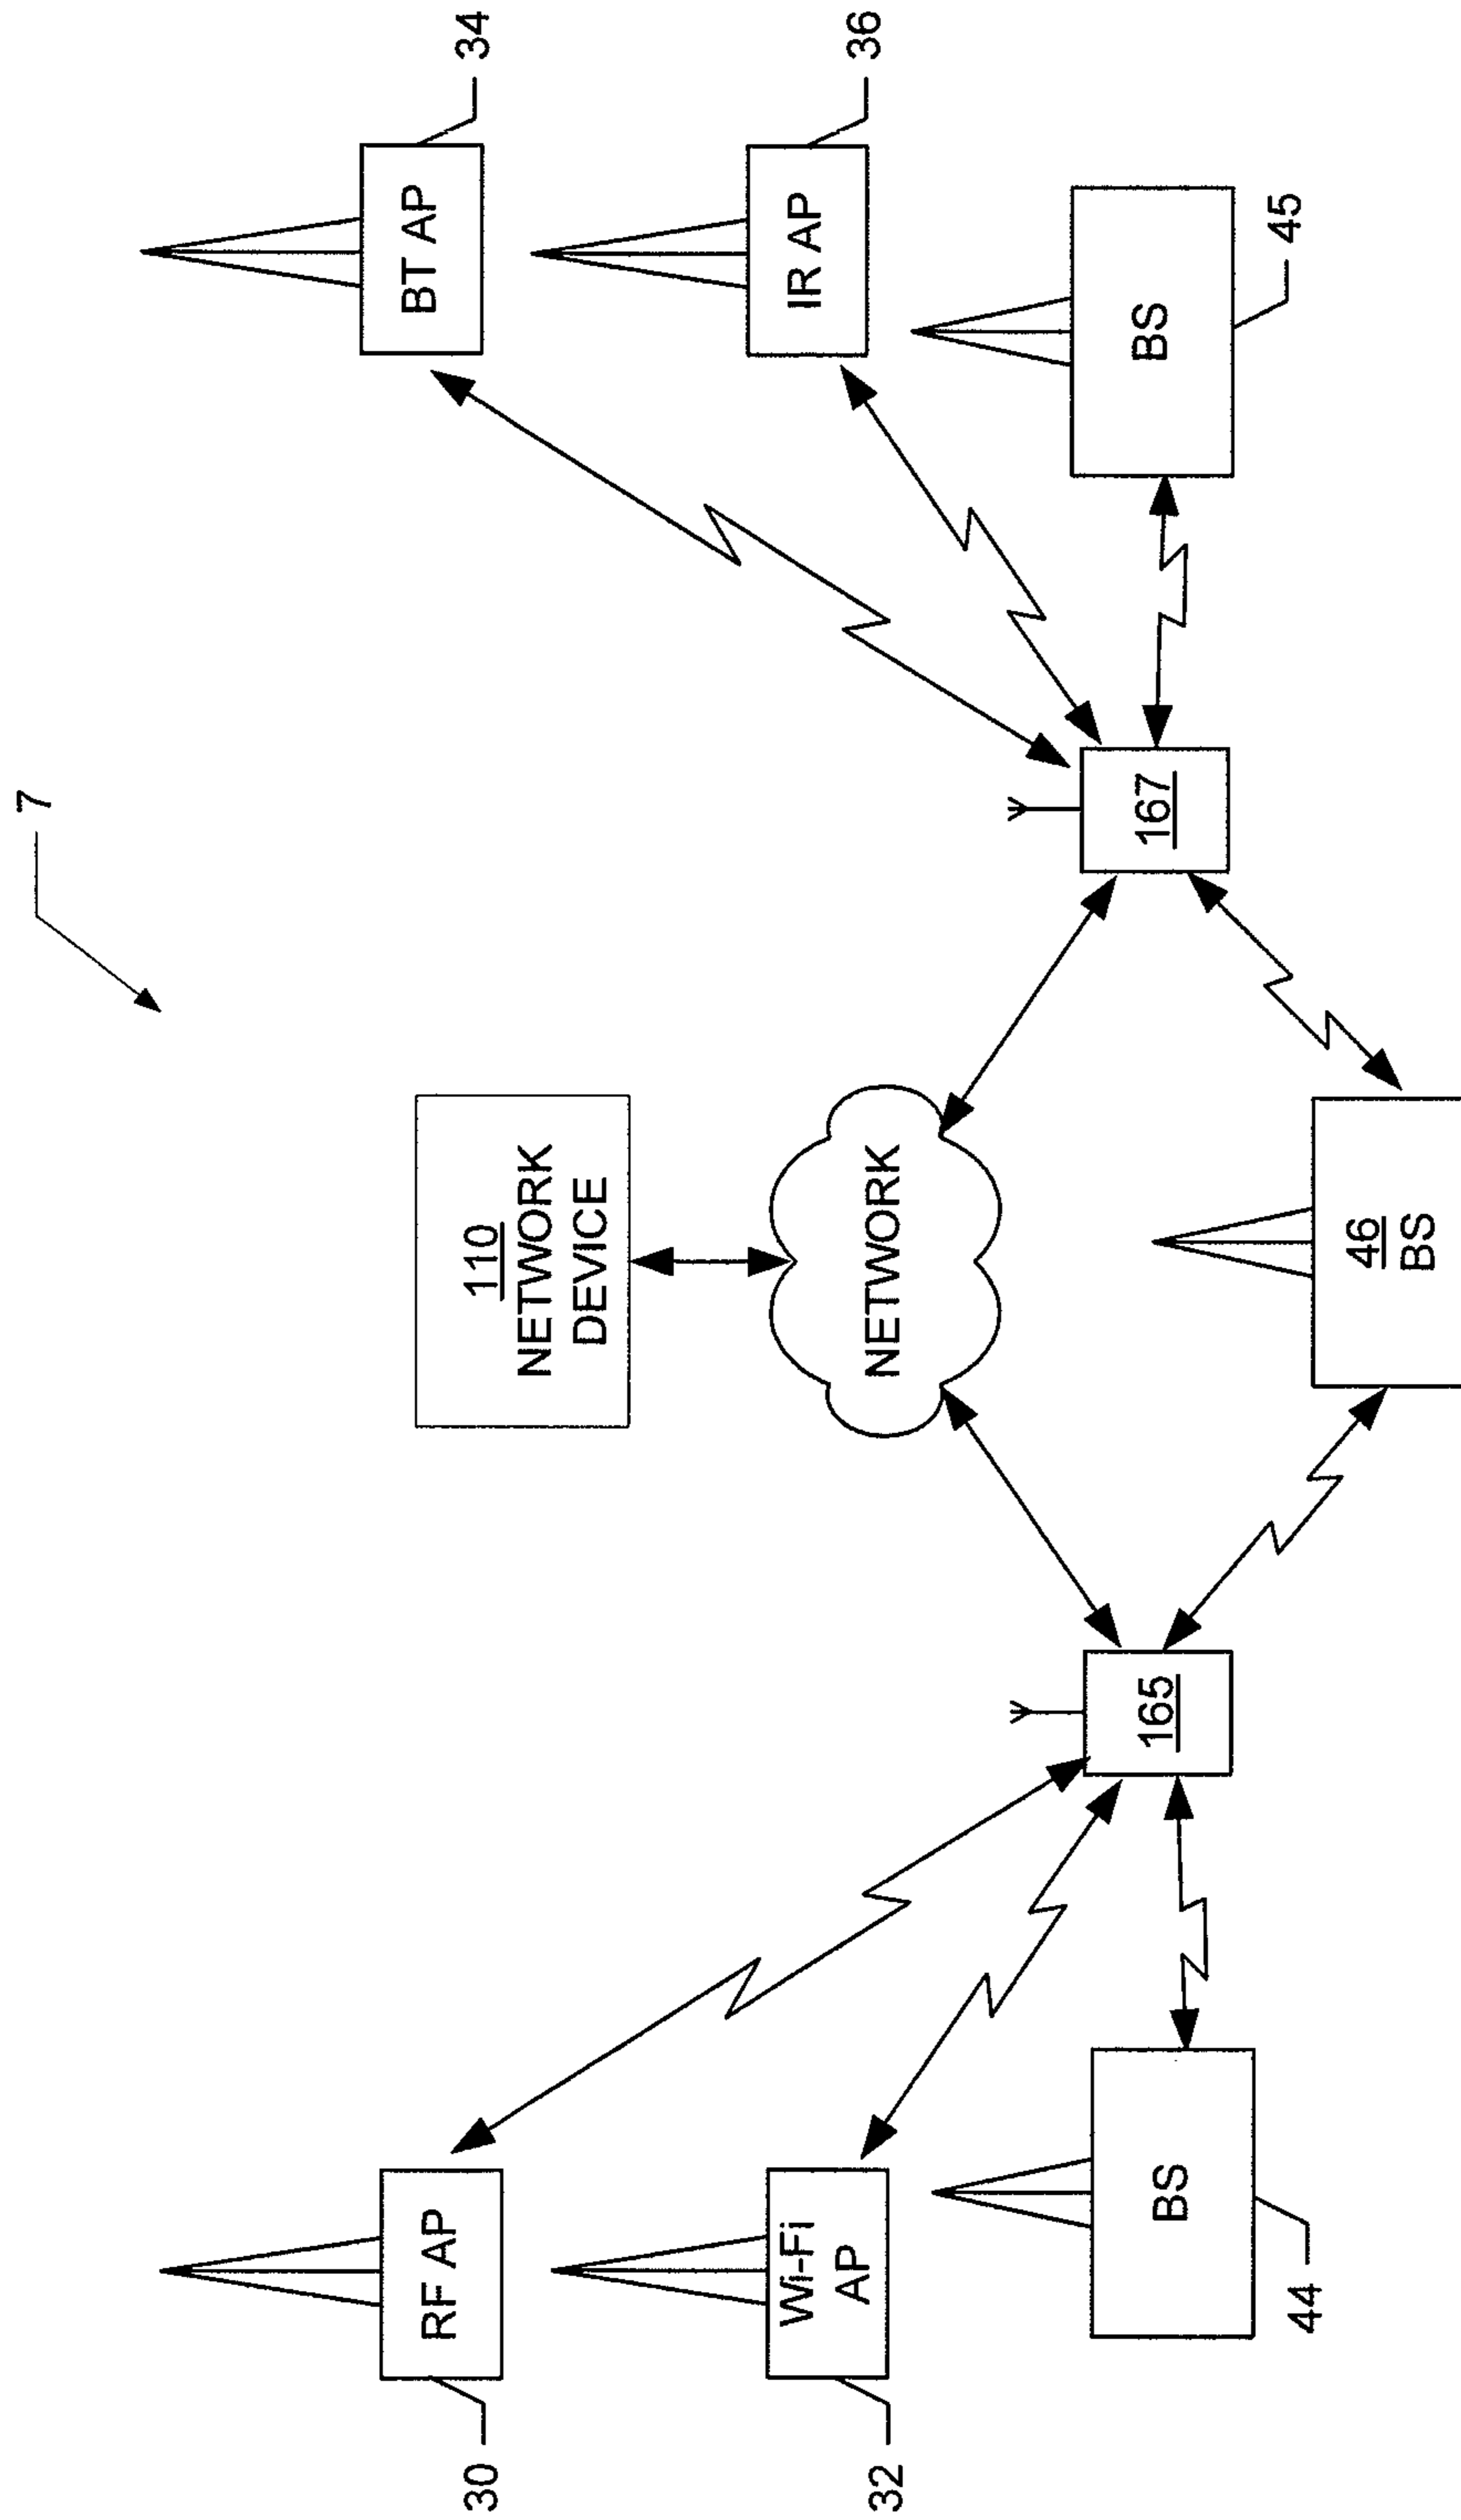 7
110
NETWORK
DEVICE
NETWORK
RF AP
30
Wi-Fi
AP
32
BS
44
165
46
BS
167
BT AP
34
IR AP
36
BS
45